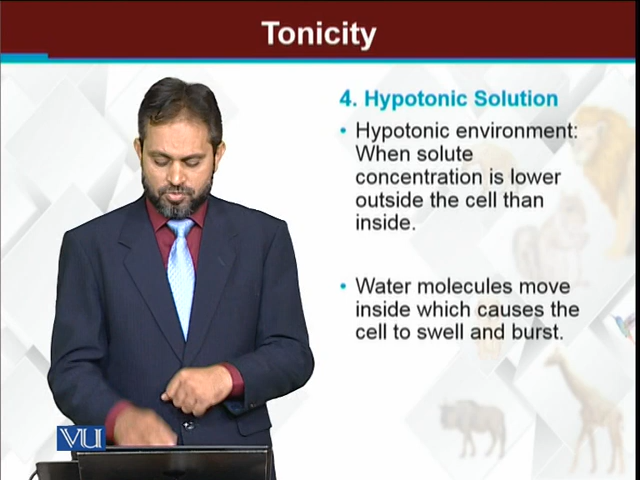 Tonicity
4. Hypotonic Solution
• Hypotonic environment:
When solute
concentration is lower
outside the cell than
inside.
• Water molecules move
inside which causes the
cell to swell and burst.
VU